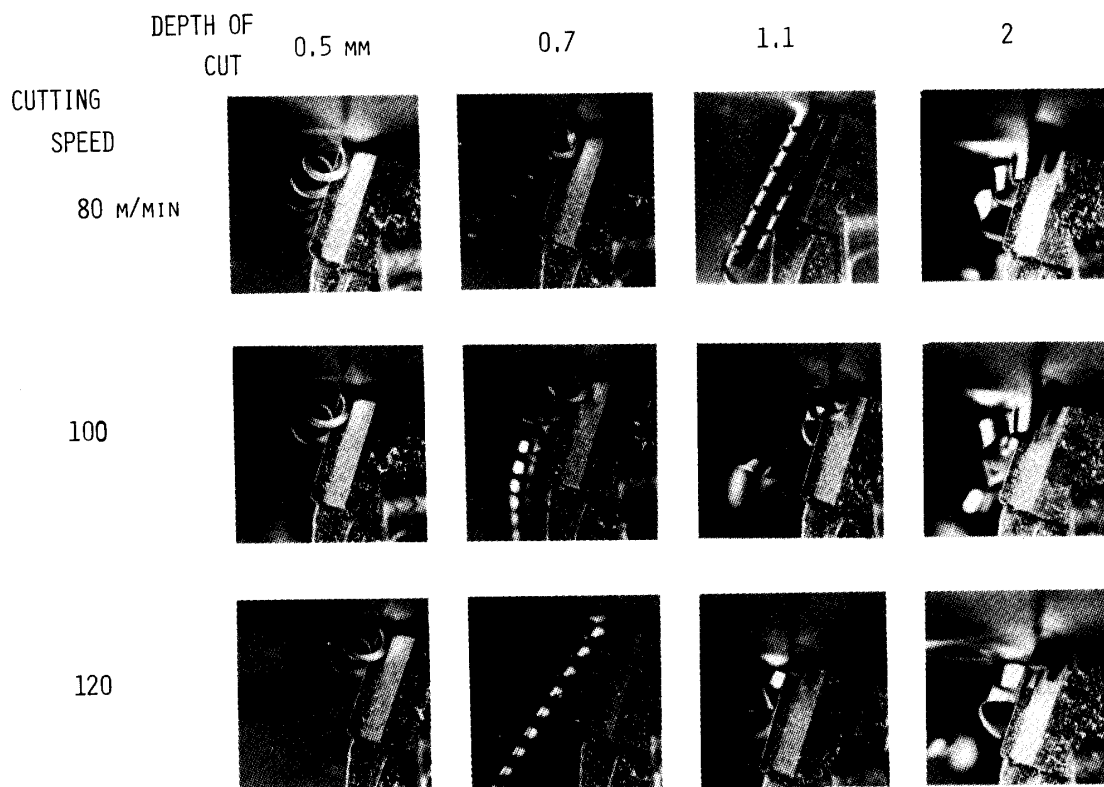 DEPTH OF
CUT
0.5 MM
0.7
1.1
2
CUTTING
SPEED
80 M/MIN
100
120